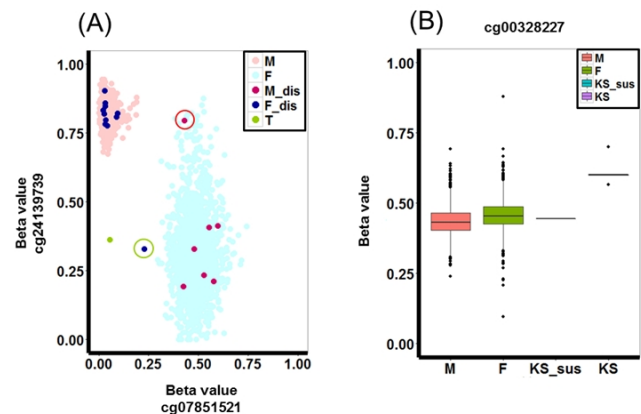 (A)
1.00
0.75
0.50
0.25
0.00
0.00 0.25 0.50 0.75 1.00
Beta value
cg24139739
Beta value
cg07851521
M
F
M_dis
F_dis
T
(B)
cg00328227
1.00
0.75
0.50
0.25
0.00
Beta value
M F KS_sus KS
M
F
KS_sus
KS